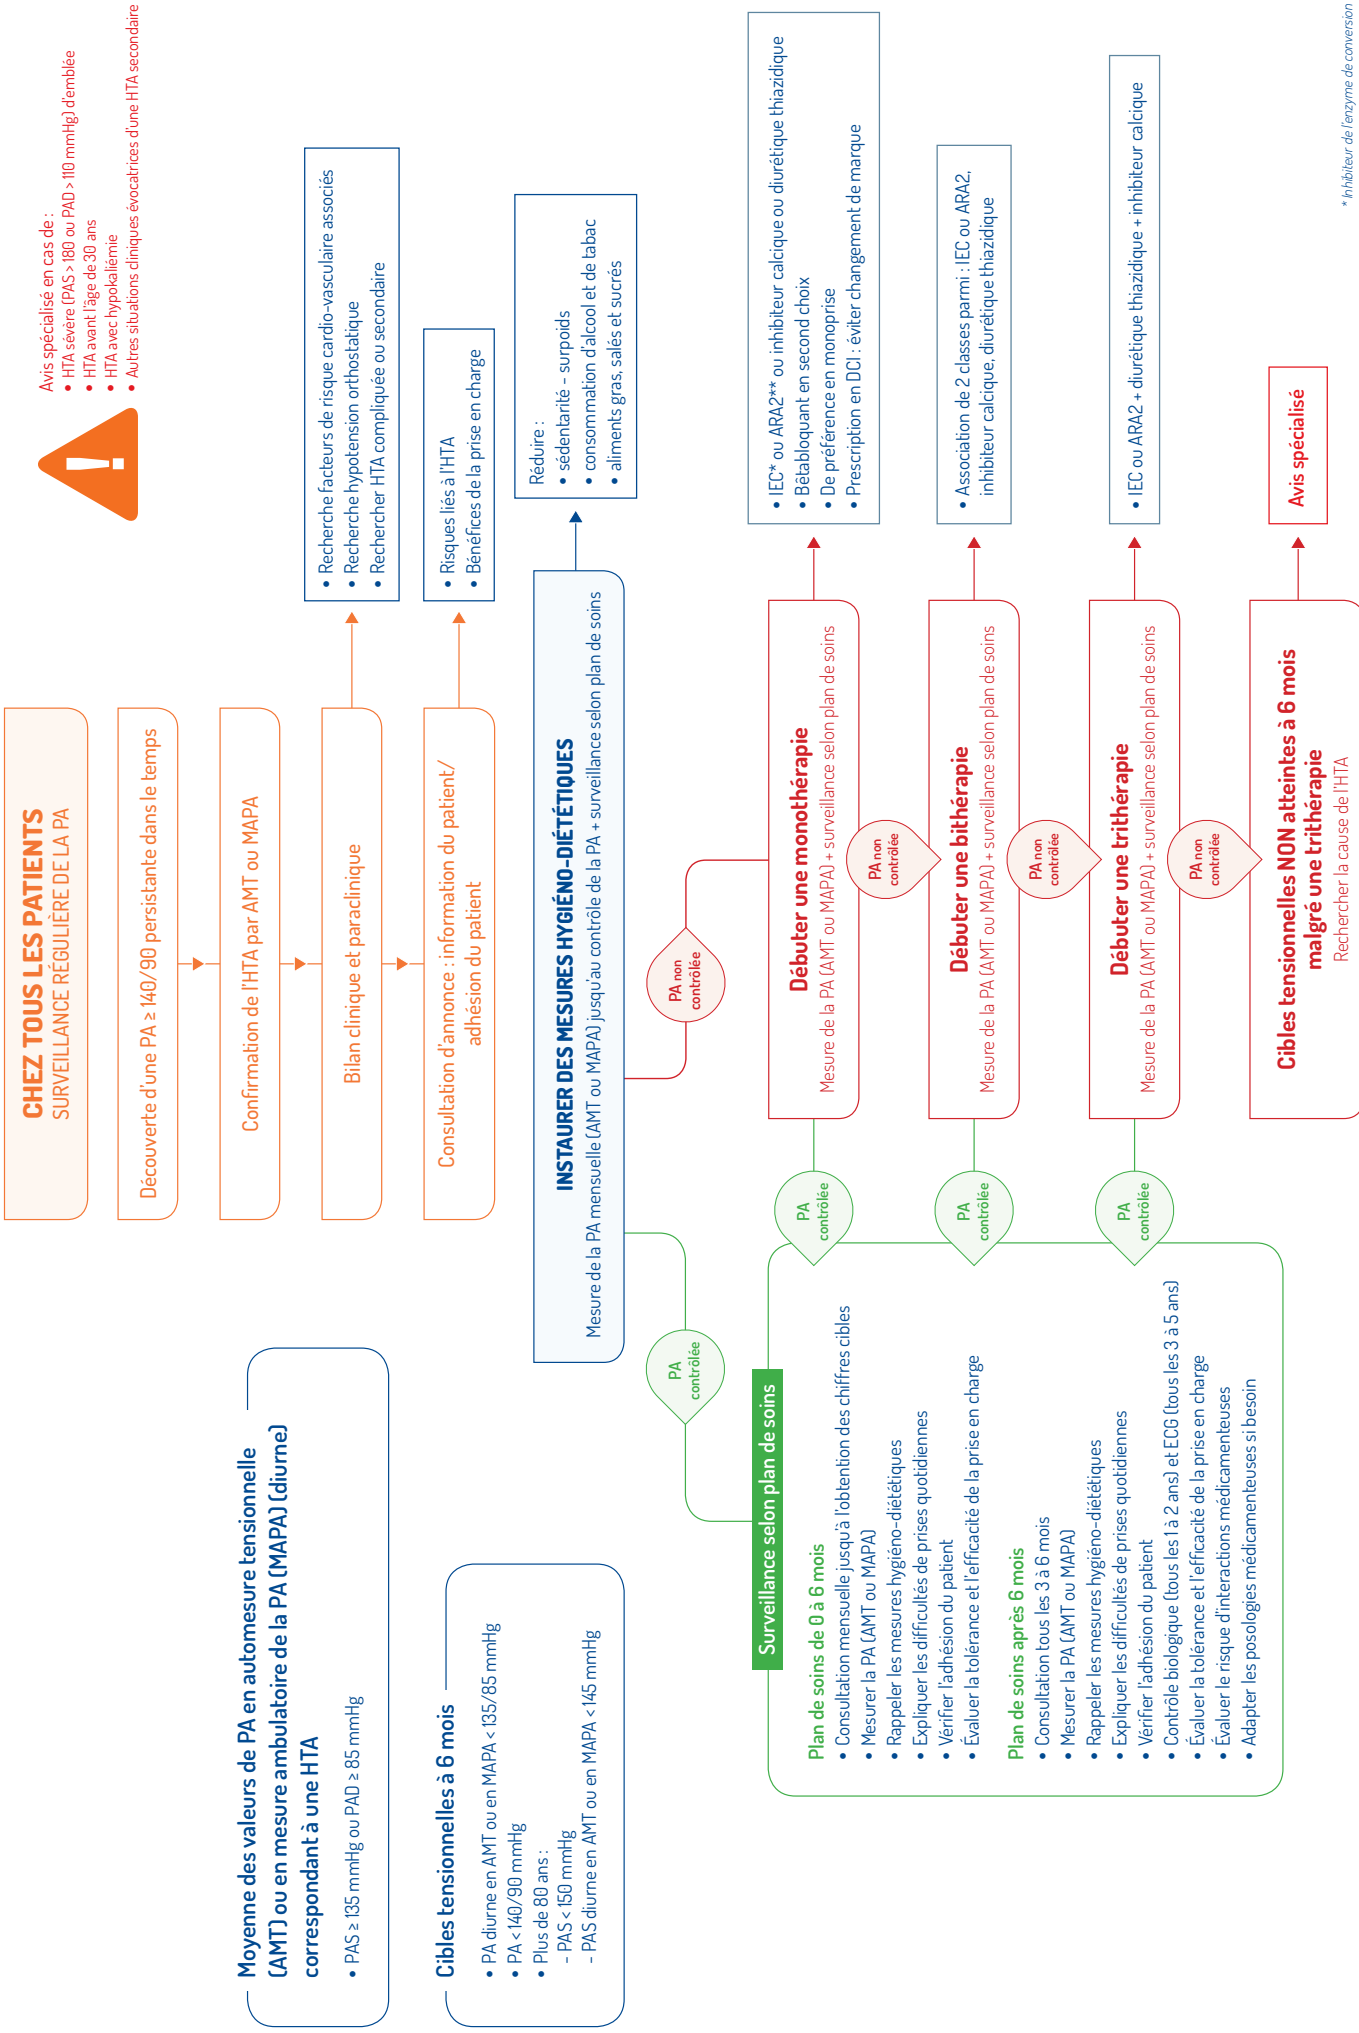 CHEZ TOUS LES PATIENTS
SURVEILLANCE RÉGULIÈRE DE LA PA
Avis spécialisé en cas de :
• HTA sévère (PAS > 180 ou PAD > 110 mmHg) d'emblée
• HTA avant l'âge de 30 ans
• HTA avec hypokaliémie
• Autres situations cliniques évocatrices d'une HTA secondaire
Découverte d'une PA ≥ 140/90 persistante dans le temps
Confirmation de l'HTA par AMT ou MAPA
Moyenne des valeurs de PA en automesure tensionnelle
(AMT) ou en mesure ambulatoire de la PA (MAPA) (diurne)
correspondant à une HTA
• PAS ≥ 135 mmHg ou PAD ≥ 85 mmHg
Bilan clinique et paraclinique
• Recherche facteurs de risque cardio-vasculaire associés
• Recherche hypotension orthostatique
• Rechercher HTA compliquée ou secondaire
Consultation d'annonce : information du patient/
adhésion du patient
• Risques liés à l'HTA
• Bénéfices de la prise en charge
Cibles tensionnelles à 6 mois
• PA diurne en AMT ou en MAPA < 135/85 mmHg
• PA < 140/90 mmHg
• Plus de 80 ans :
- PAS < 150 mmHg
- PAS diurne en AMT ou en MAPA < 145 mmHg
INSTAURER DES MESURES HYGIÉNO-DIÉTÉTIQUES
Mesure de la PA mensuelle (AMT ou MAPA) jusqu'au contrôle de la PA + surveillance selon plan de soins
Réduire :
• sédentarité - surpoids
• consommation d'alcool et de tabac
• aliments gras, salés et sucrés
PA
contrôlée
PA non
contrôlée
Surveillance selon plan de soins
Plan de soins de 0 à 6 mois
• Consultation mensuelle jusqu'à l'obtention des chiffres cibles
• Mesurer la PA (AMT ou MAPA)
• Rappeler les mesures hygiéno-diététiques
• Expliquer les difficultés de prises quotidiennes
• Vérifier l'adhésion du patient
• Évaluer la tolérance et l'efficacité de la prise en charge
Plan de soins après 6 mois
• Consultation tous les 3 à 6 mois
• Mesurer la PA (AMT ou MAPA)
• Rappeler les mesures hygiéno-diététiques
• Expliquer les difficultés de prises quotidiennes
• Vérifier l'adhésion du patient
• Contrôle biologique (tous les 1 à 2 ans) et ECG (tous les 3 à 5 ans)
• Évaluer la tolérance et l'efficacité de la prise en charge
• Évaluer le risque d'interactions médicamenteuses
• Adapter les posologies médicamenteuses si besoin
PA
contrôlée
Débuter une monothérapie
Mesure de la PA (AMT ou MAPA) + surveillance selon plan de soins
• IEC* ou ARA2** ou inhibiteur calcique ou diurétique thiazidique
• Bêtabloquant en second choix
• De préférence en monoprise
• Prescription en DCI : éviter changement de marque
PA non
contrôlée
PA
contrôlée
Débuter une bithérapie
Mesure de la PA (AMT ou MAPA) + surveillance selon plan de soins
• Association de 2 classes parmi : IEC ou ARA2,
inhibiteur calcique, diurétique thiazidique
PA non
contrôlée
PA
contrôlée
Débuter une trithérapie
Mesure de la PA (AMT ou MAPA) + surveillance selon plan de soins
• IEC ou ARA2 + diurétique thiazidique + inhibiteur calcique
PA non
contrôlée
Cibles tensionnelles NON atteintes à 6 mois
malgré une trithérapie
Rechercher la cause de l'HTA
Avis spécialisé
* Inhibiteur de l'enzyme de conversion